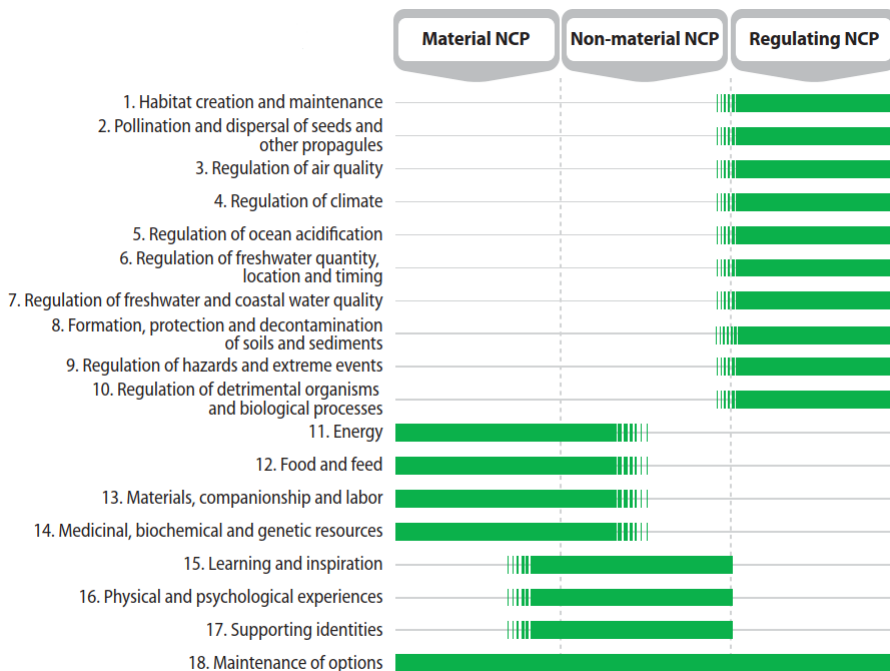 Material NCP
Non-material NCP
Regulating NCP
1. Habitat creation and maintenance
2. Pollination and dispersal of seeds and
other propagules
3. Regulation of air quality
4. Regulation of climate
5. Regulation of ocean acidification
6. Regulation of freshwater quantity,
location and timing
7. Regulation of freshwater and coastal water quality
8. Formation, protection and decontamination
of soils and sediments
9. Regulation of hazards and extreme events
10. Regulation of detrimental organisms
and biological processes
11. Energy
12. Food and feed
13. Materials, companionship and labor
14. Medicinal, biochemical and genetic resources
15. Learning and inspiration
16. Physical and psychological experiences
17. Supporting identities
18. Maintenance of options